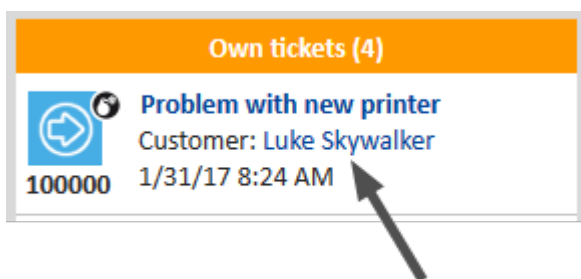 Own tickets (4)
Problem with new printer
Customer: Luke Skywalker
100000
1/31/17 8:24 AM